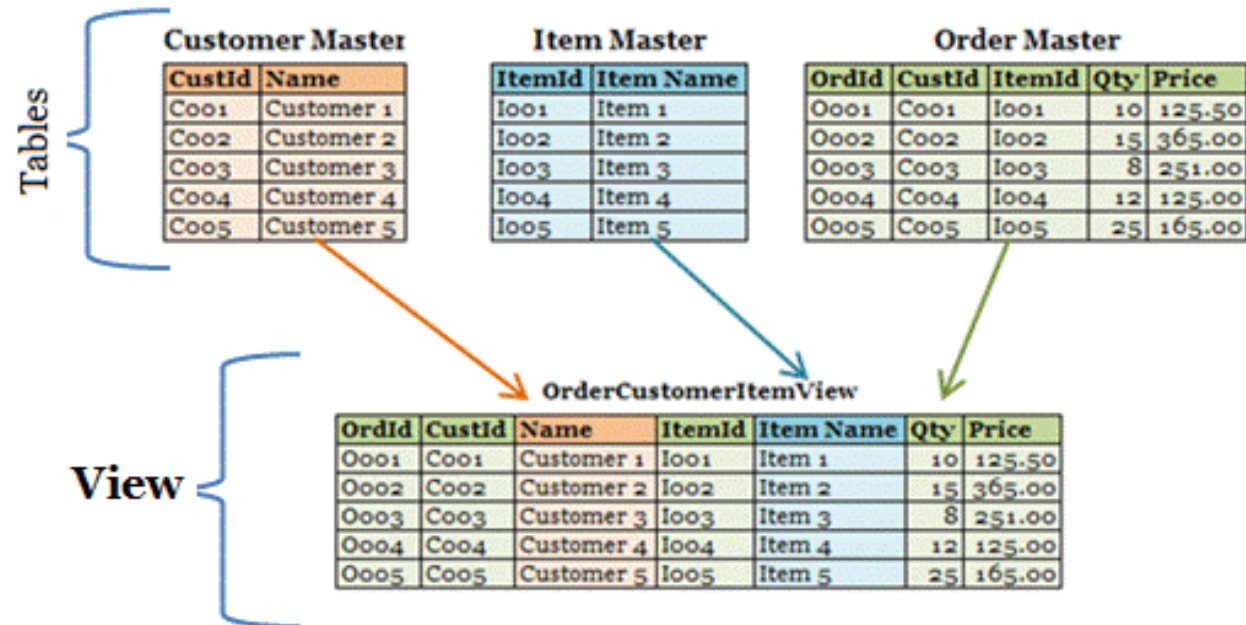 Tables
Customer Master
CustId Name
C001 Customer 1
C002 Customer 2
C003 Customer 3
C004 Customer 4
C005 Customer 5
Item Master
ItemId Item Name
I001 Item 1
I002 Item 2
I003 Item 3
I004 Item 4
I005 Item 5
Order Master
OrdId CustId ItemId Qty Price
O001 C001 I001 10 125.50
O002 C002 I002 15 365.00
O003 C003 I003 8 251.00
O004 C004 I004 12 125.00
O005 C005 I005 25 165.00
View
OrderCustomerItemView
OrdId CustId Name ItemId Item Name Qty Price
O001 C001 Customer 1 I001 Item 1 10 125.50
O002 C002 Customer 2 I002 Item 2 15 365.00
O003 C003 Customer 3 I003 Item 3 8 251.00
O004 C004 Customer 4 I004 Item 4 12 125.00
O005 C005 Customer 5 I005 Item 5 25 165.00